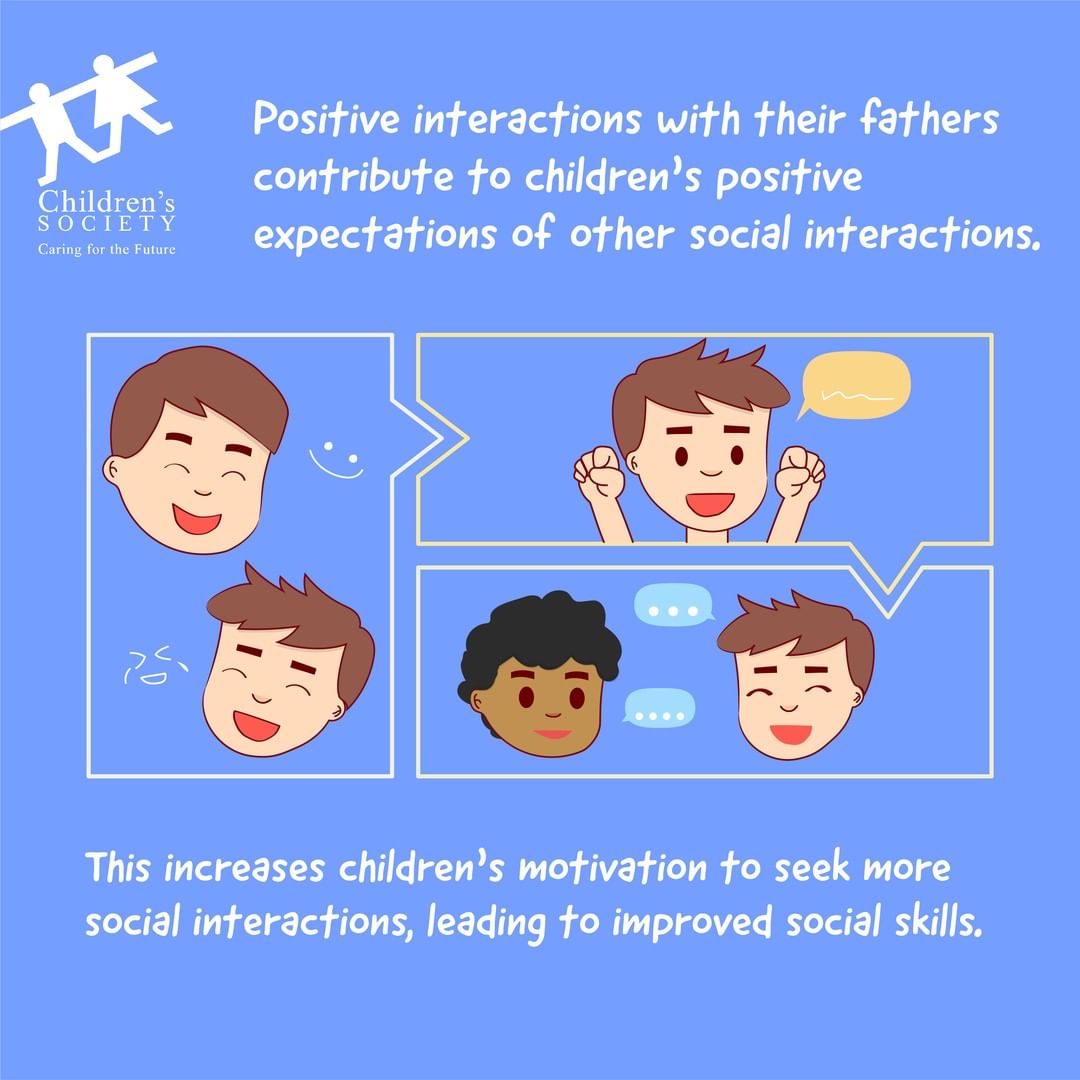 Children's
SOCIETY
Caring for the Future
Positive interactions with their fathers
contribute to children's positive
expectations of other social interactions.
This increases children's motivation to seek more
social interactions, leading to improved social skills.